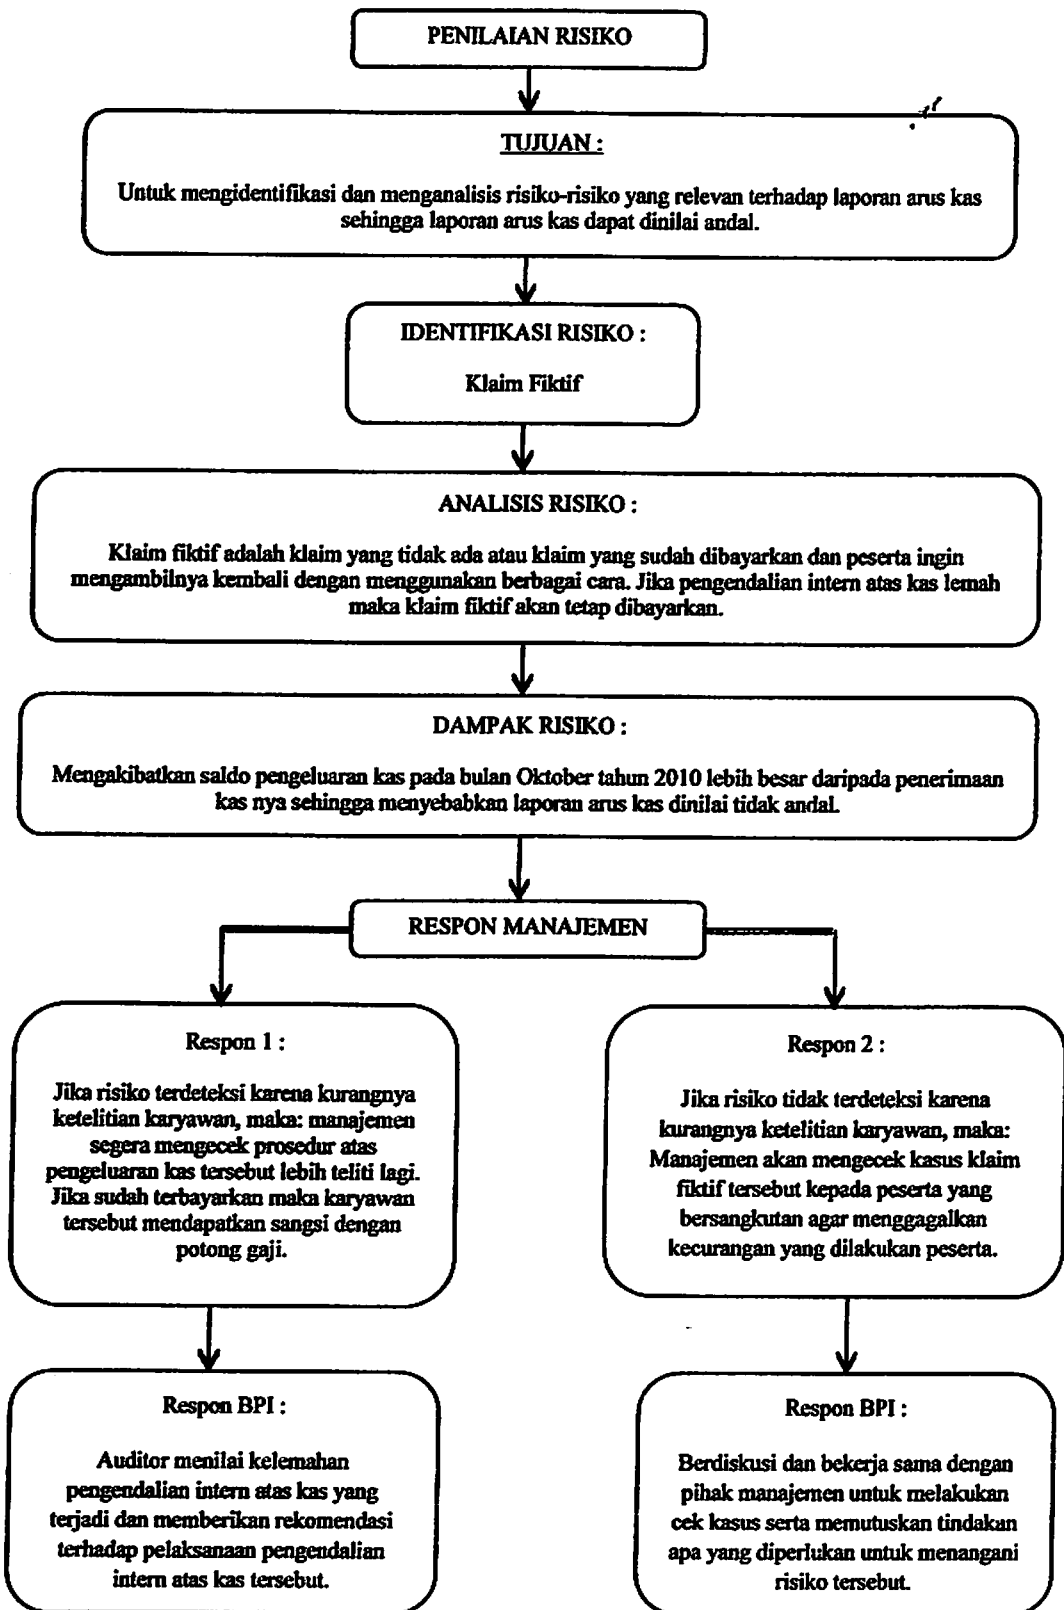 PENILAIAN RISIKO
TUJUAN :
Untuk mengidentifikasi dan menganalisis risiko-risiko yang relevan terhadap laporan arus kas
sehingga laporan arus kas dapat dinilai andal.
IDENTIFIKASI RISIKO :
Klaim Fiktif
ANALISIS RISIKO :
Klaim fiktif adalah klaim yang tidak ada atau klaim yang sudah dibayarkan dan peserta ingin
mengambilnya kembali dengan menggunakan berbagai cara. Jika pengendalian intern atas kas lemah
maka klaim fiktif akan tetap dibayarkan.
DAMPAK RISIKO :
Mengakibatkan saldo pengeluaran kas pada bulan Oktober tahun 2010 lebih besar daripada penerimaan
kas nya sehingga menyebabkan laporan arus kas dinilai tidak andal.
RESPON MANAJEMEN
Respon 1 :
Jika risiko terdeteksi karena kurangnya
ketelitian karyawan, maka: manajemen
segera mengecek prosedur atas
pengeluaran kas tersebut lebih teliti lagi.
Jika sudah terbayarkan maka karyawan
tersebut mendapatkan sangsi dengan
potong gaji.
Respon 2 :
Jika risiko tidak terdeteksi karena
kurangnya ketelitian karyawan, maka:
Manajemen akan mengecek kasus klaim
fiktif tersebut kepada peserta yang
bersangkutan agar menggagalkan
kecurangan yang dilakukan peserta.
Respon BPI :
Auditor menilai kelemahan
pengendalian intern atas kas yang
terjadi dan memberikan rekomendasi
terhadap pelaksanaan pengendalian
intern atas kas tersebut.
Respon BPI :
Berdiskusi dan bekerja sama dengan
pihak manajemen untuk melakukan
cek kasus serta memutuskan tindakan
apa yang diperlukan untuk menangani
risiko tersebut.